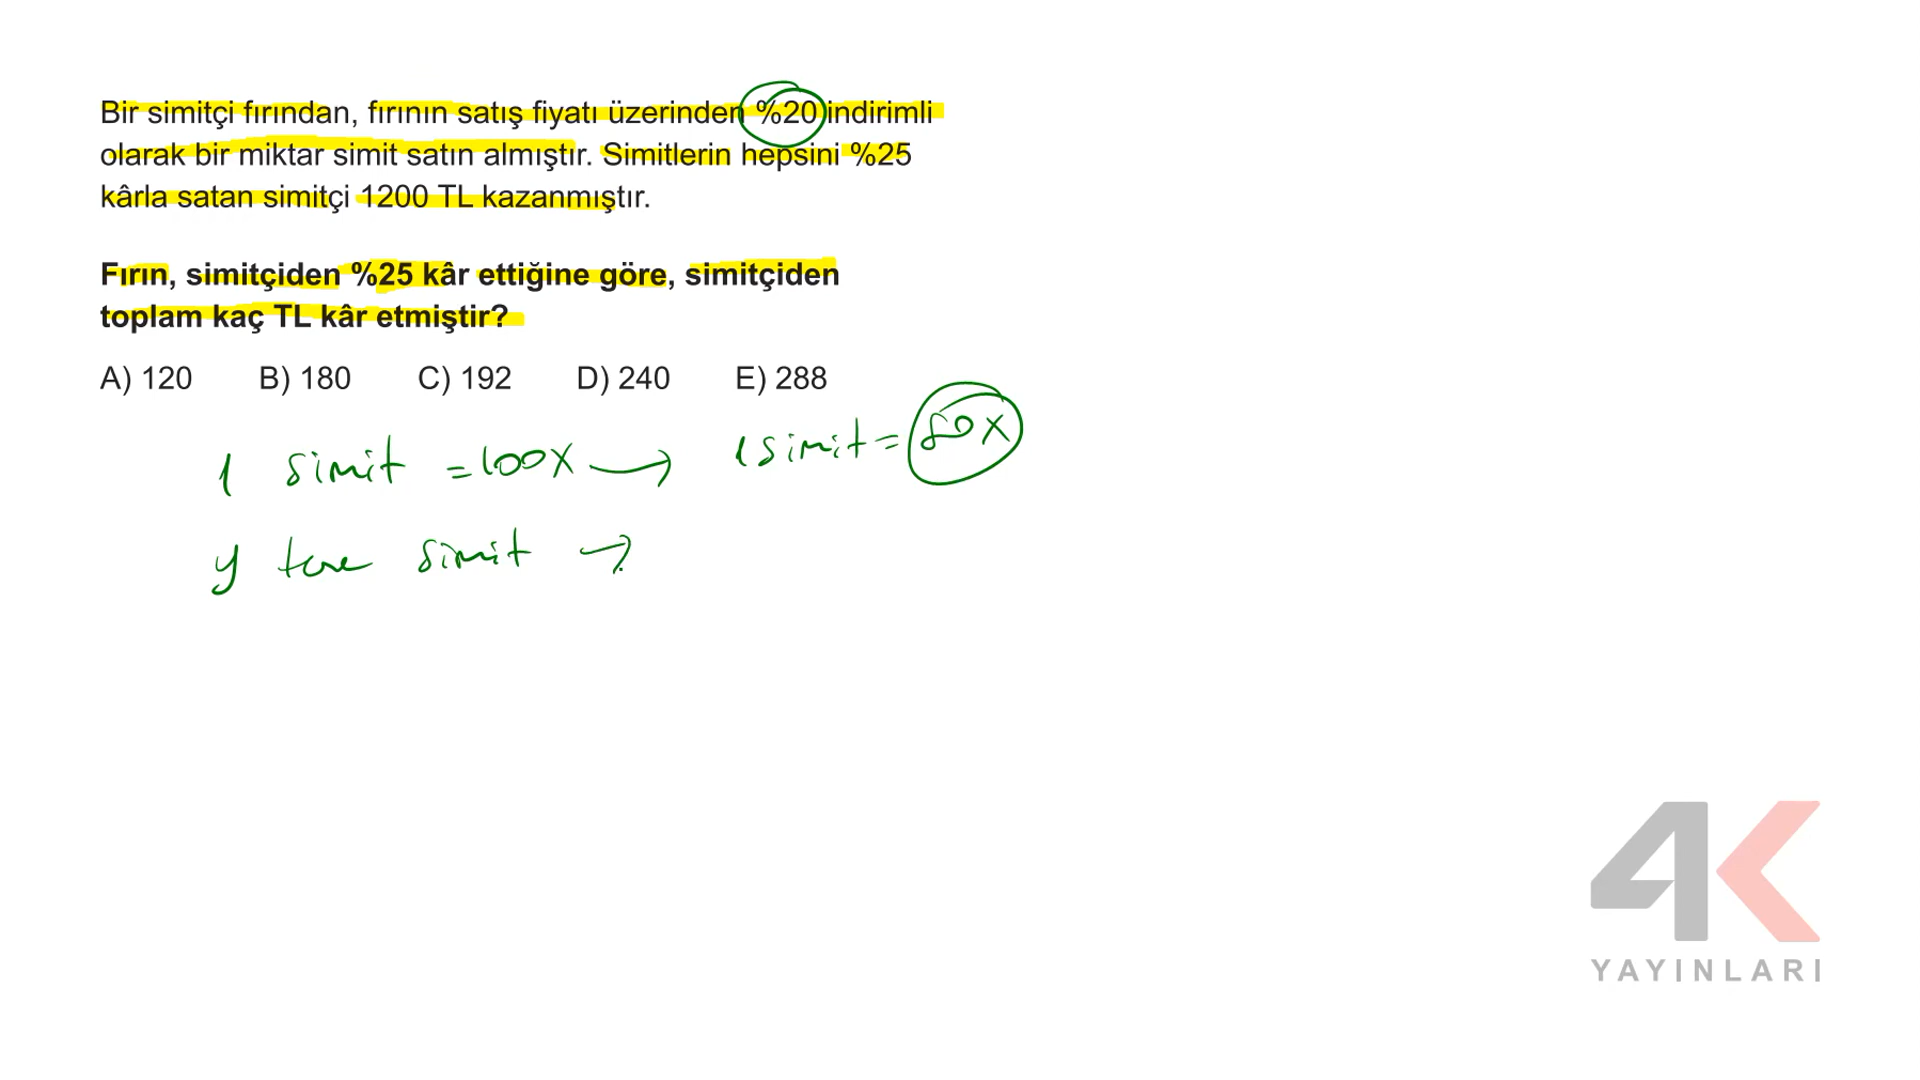 Bir simitçi fırından, fırının satış fiyatı üzerinden %20 indirimli
olarak bir miktar simit satın almıştır. Simitlerin hepsini %25
kârla satan simitçi 1200 TL kazanmıştır.
Fırın, simitçiden %25 kâr ettiğine göre, simitçiden
toplam kaç TL kâr etmiştir?
A) 120 B) 180 C) 192 D) 240 E) 288
1 simit = 100x → 1 simit = 80x
y tane simit →
4K
YAYINLARI